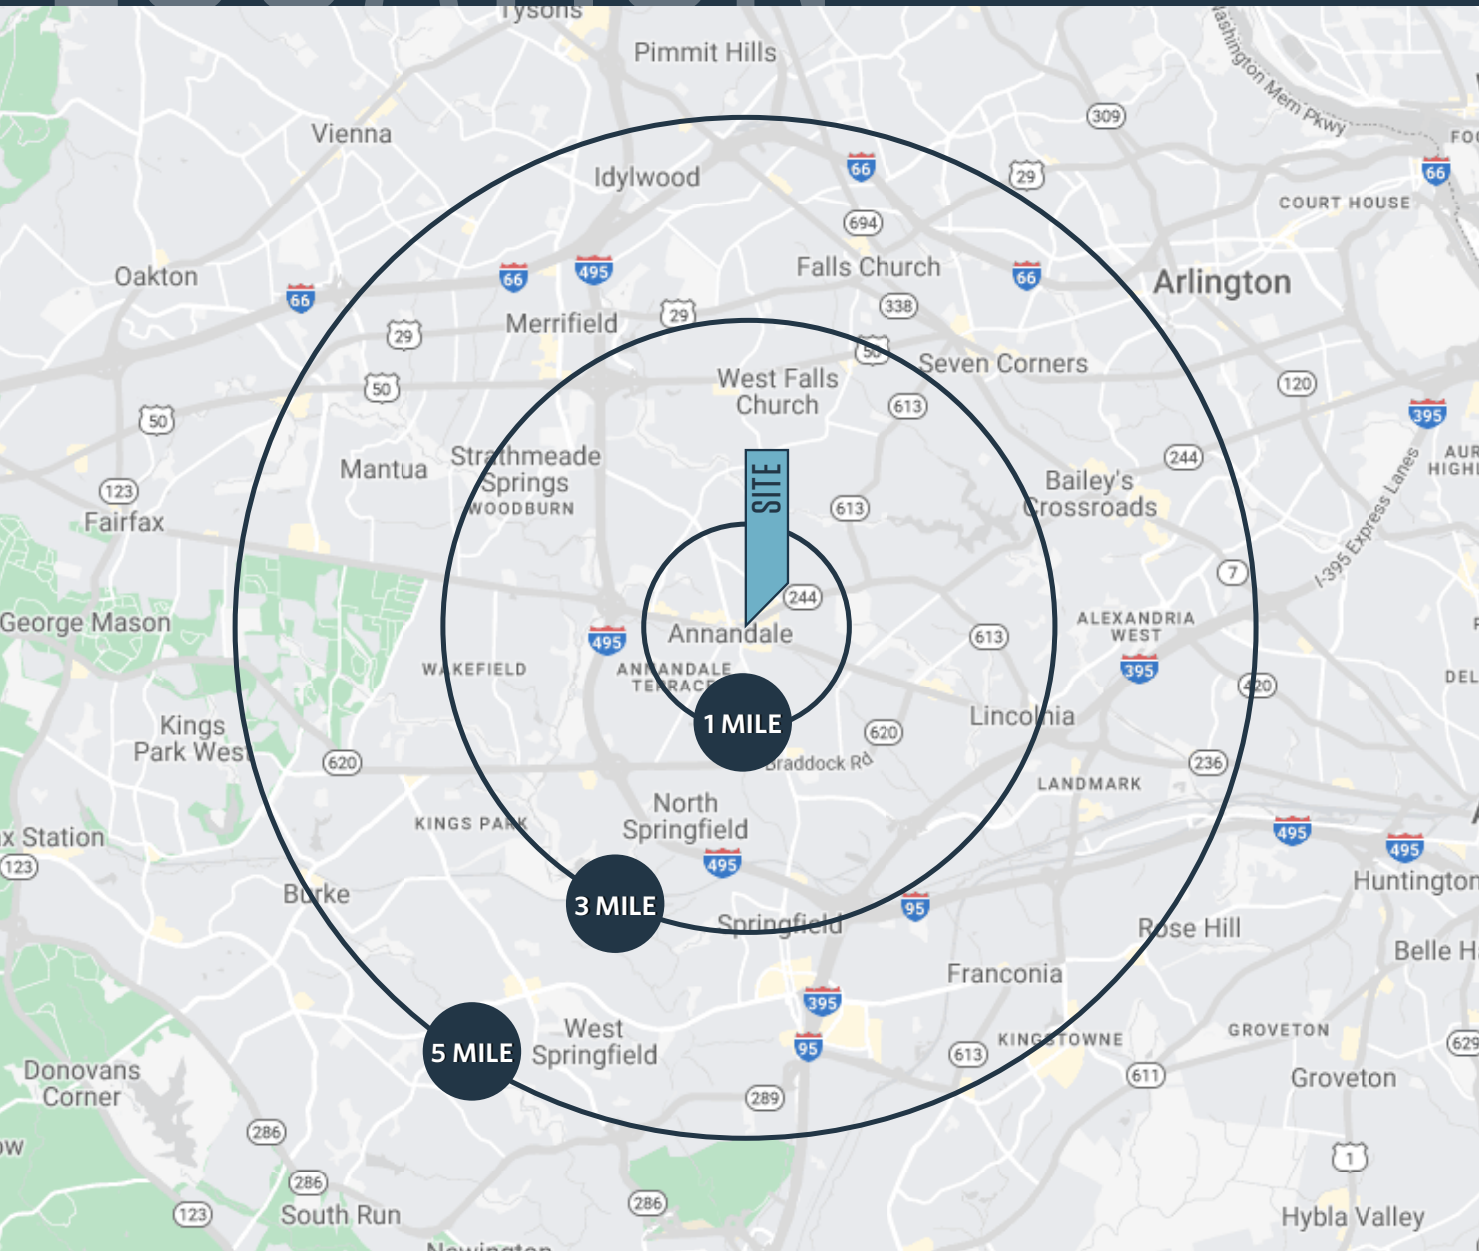 Tysons
Pimmit Hills
Washington Mem Pkwy
309
Vienna
66
29
66
Idylwood
COURT HOUSE
694
Oakton
66
66
495
Falls Church
66
Arlington
338
29
29
Merrifield
50
Seven Corners
50
West Falls
Church
120
50
613
395
Mantua
Strathmeade
Springs
WOODBURN
SITE
244
Bailey's
Crossroads
123
Fairfax
613
I-395 Express Lanes
7
244
George Mason
495
Annandale
613
ALEXANDRIA
WEST
WAKEFIELD
ANNANDALE
TERRACE
395
420
Kings
Park West
1 MILE
Lincolnia
620
620
Braddock Rd
236
LANDMARK
North
Springfield
KINGS PARK
495
495
495
x Station
123
Burke
3 MILE
95
Springfield
Huntington
Rose Hill
Belle H
Franconia
395
5 MILE
West
Springfield
95
613
KINGSTOWNE
GROVETON
629
Donovans
Corner
289
611
Groveton
286
ow
1
286
123
South Run
286
Hybla Valley
Newington